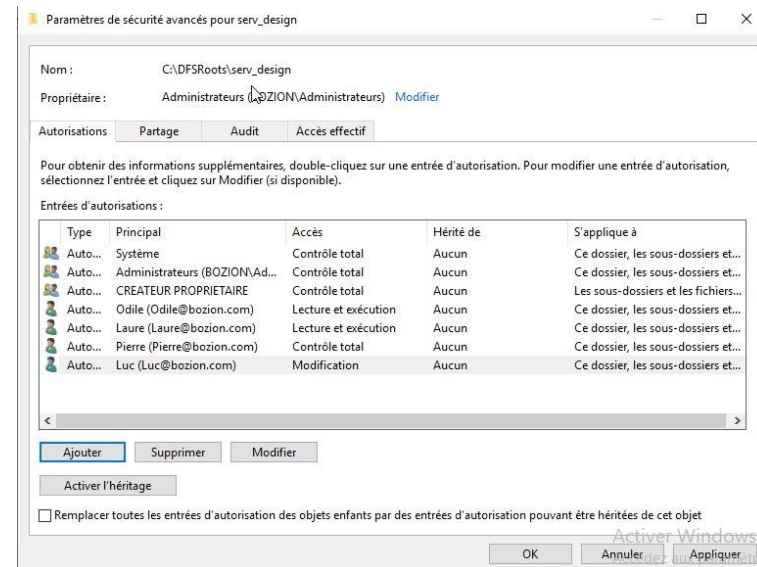 Paramètres de sécurité avancés pour serv_design
Nom : C:\DFSRoots\serv_design
Propriétaire : Administrateurs (BOZION\Administrateurs) Modifier
Autorisations Partage Audit Accès effectif
Pour obtenir des informations supplémentaires, double-cliquez sur une entrée d'autorisation. Pour modifier une entrée d'autorisation,
sélectionnez l'entrée et cliquez sur Modifier (si disponible).
Entrées d'autorisations :
Type Principal Accès Hérité de S'applique à
Auto... Système Contrôle total Aucun Ce dossier, les sous-dossiers et...
Auto... Administrateurs (BOZION\Ad... Contrôle total Aucun Ce dossier, les sous-dossiers et...
Auto... CREATEUR PROPRIETAIRE Contrôle total Aucun Les sous-dossiers et les fichiers...
Auto... Odile (Odile@bozion.com) Lecture et exécution Aucun Ce dossier, les sous-dossiers et...
Auto... Laure (Laure@bozion.com) Lecture et exécution Aucun Ce dossier, les sous-dossiers et...
Auto... Pierre (Pierre@bozion.com) Contrôle total Aucun Ce dossier, les sous-dossiers et...
Auto... Luc (Luc@bozion.com) Modification Aucun Ce dossier, les sous-dossiers et...
Ajouter Supprimer Modifier
Activer l'héritage
Remplacer toutes les entrées d'autorisation des objets enfants par des entrées d'autorisation pouvant être héritées de cet objet
Activer Windows
OK Annuler Appliquer